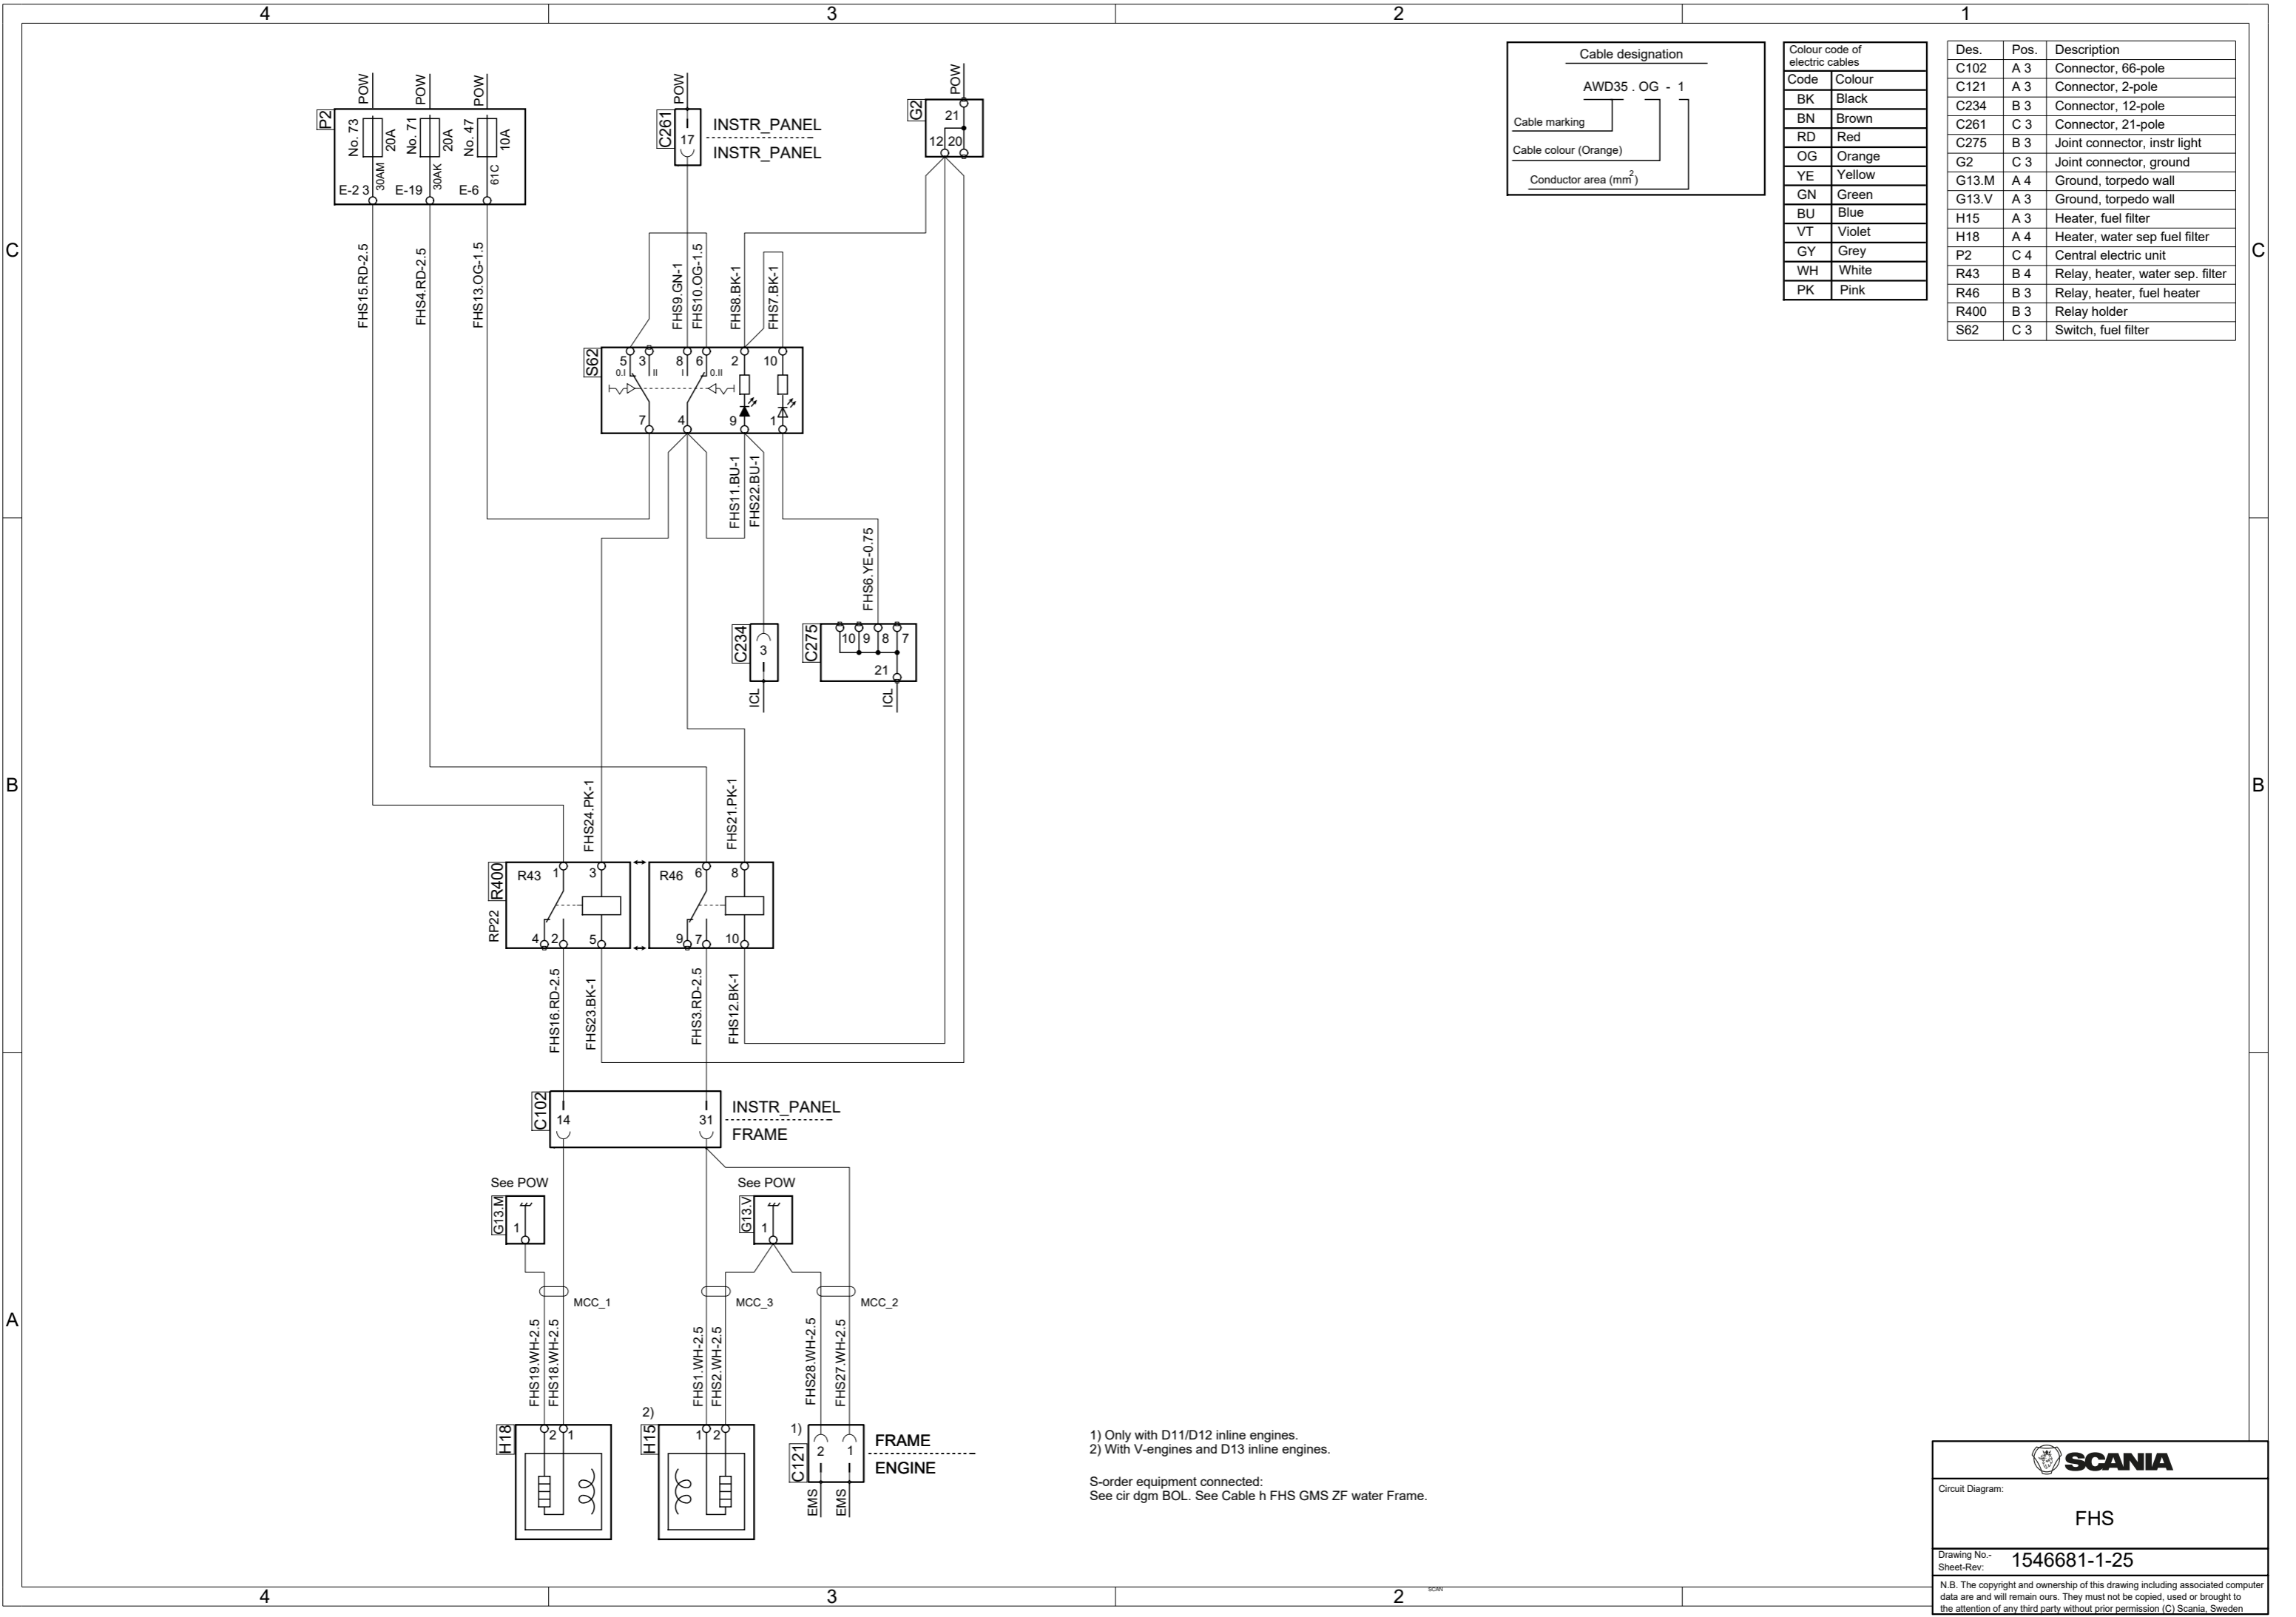 4
3
2
1
C
B
A
C
B
POW
POW
POW
P2
No. 73
20A
30AM
E-2 3
No. 71
20A
30AK
E-19
No. 47
10A
61C
E-6
POW
C261
17
INSTR_PANEL
INSTR_PANEL
POW
G2
21
12
20
Cable designation
AWD35 . OG - 1
Cable marking
Cable colour (Orange)
Conductor area (mm2)
Colour code of
electric cables
Code Colour
BK Black
BN Brown
RD Red
OG Orange
YE Yellow
GN Green
BU Blue
VT Violet
GY Grey
WH White
PK Pink
Des. Pos. Description
C102 A 3 Connector, 66-pole
C121 A 3 Connector, 2-pole
C234 B 3 Connector, 12-pole
C261 C 3 Connector, 21-pole
C275 B 3 Joint connector, instr light
G2 C 3 Joint connector, ground
G13.M A 4 Ground, torpedo wall
G13.V A 3 Ground, torpedo wall
H15 A 3 Heater, fuel filter
H18 A 4 Heater, water sep fuel filter
P2 C 4 Central electric unit
R43 B 4 Relay, heater, water sep. filter
R46 B 3 Relay, heater, fuel heater
R400 B 3 Relay holder
S62 C 3 Switch, fuel filter
FHS15.RD-2.5
FHS4.RD-2.5
FHS13.OG-1.5
FHS9.GN-1
FHS10.OG-1.5
FHS8.BK-1
FHS7.BK-1
S62
5 3 8 6 2 10
0.I II I 0.II
7 4 9 1
FHS11.BU-1
FHS22.BU-1
FHS6.YE-0.75
C234
3
ICL
C275
10 9 8 7
21
ICL
FHS24.PK-1
FHS21.PK-1
R400
RP22
R43 1 3
4 2 5
R46 6 8
9 7 10
FHS16.RD-2.5
FHS23.BK-1
FHS3.RD-2.5
FHS12.BK-1
C102
14
31
INSTR_PANEL
FRAME
See POW
G13.M
1
See POW
G13.V
1
MCC_1
MCC_3
MCC_2
FHS19.WH-2.5
FHS18.WH-2.5
FHS1.WH-2.5
FHS2.WH-2.5
FHS28.WH-2.5
FHS27.WH-2.5
H18
2 1
2)
H15
1 2
1)
C121
2 1
EMS
EMS
FRAME
ENGINE
1) Only with D11/D12 inline engines.
2) With V-engines and D13 inline engines.
S-order equipment connected:
See cir dgm BOL. See Cable h FHS GMS ZF water Frame.
SCANIA
Circuit Diagram:
FHS
Drawing No.-
Sheet-Rev:
1546681-1-25
N.B. The copyright and ownership of this drawing including associated computer
data are and will remain ours. They must not be copied, used or brought to
the attention of any third party without prior permission (C) Scania, Sweden
4
3
2
SCAN